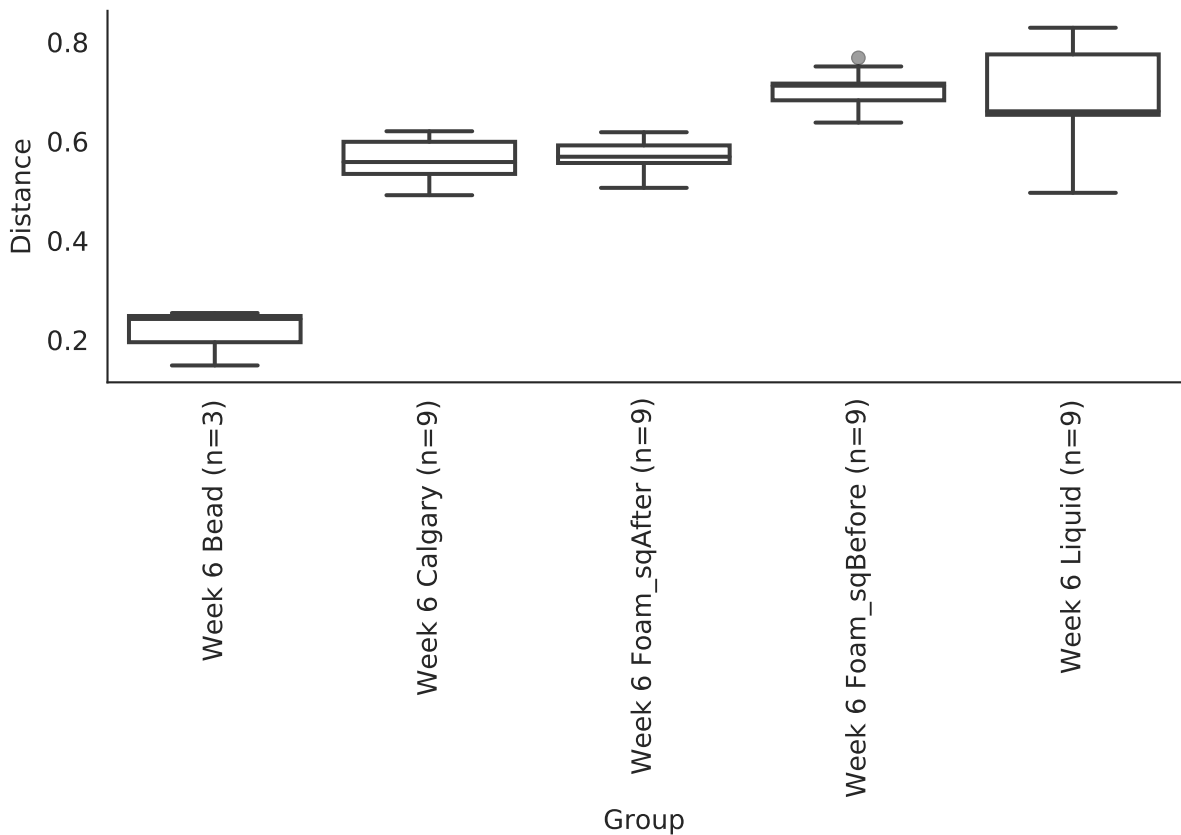 Distance
0.8
0.6
0.4
0.2
Week 6 Bead (n=3)
Week 6 Calgary (n=9)
Week 6 Foam_sqAfter (n=9)
Week 6 Foam_sqBefore (n=9)
Week 6 Liquid (n=9)
Group